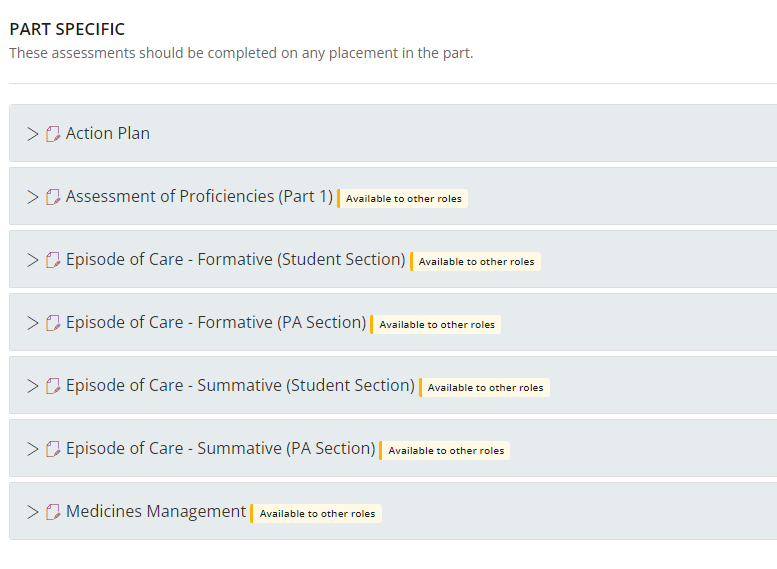 PART SPECIFIC
These assessments should be completed on any placement in the part.
Action Plan
Assessment of Proficiencies (Part 1) Available to other roles
Episode of Care - Formative (Student Section) Available to other roles
Episode of Care - Formative (PA Section) Available to other roles
Episode of Care - Summative (Student Section) Available to other roles
Episode of Care - Summative (PA Section) Available to other roles
Medicines Management Available to other roles